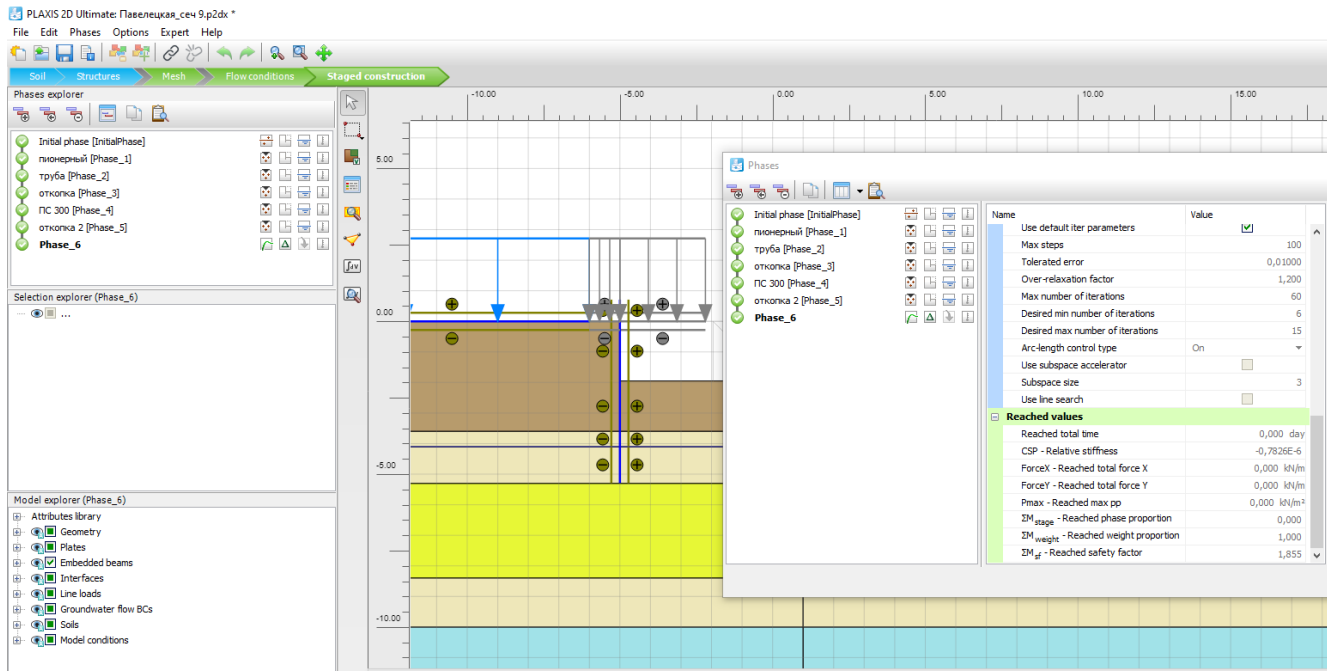 PLAXIS 2D Ultimate: Павелецкая_сеч 9.p2dx *
File Edit Phases Options Expert Help
Soil Structures Mesh Flow conditions Staged construction
Phases explorer
Initial phase [InitialPhase]
пионерный [Phase_1]
труба [Phase_2]
откопка [Phase_3]
ПС 300 [Phase_4]
откопка 2 [Phase_5]
Phase_6
Selection explorer (Phase_6)
...
Model explorer (Phase_6)
Attributes library
Geometry
Plates
Embedded beams
Interfaces
Line loads
Groundwater flow BCs
Soils
Model conditions
-10.00 -5.00 0.00 5.00 10.00 15.00
5.00
0.00
-5.00
-10.00
Phases
Initial phase [InitialPhase]
пионерный [Phase_1]
труба [Phase_2]
откопка [Phase_3]
ПС 300 [Phase_4]
откопка 2 [Phase_5]
Phase_6
Name Value
Use default iter parameters
Max steps 100
Tolerated error 0,01000
Over-relaxation factor 1,200
Max number of iterations 60
Desired min number of iterations 6
Desired max number of iterations 15
Arc-length control type On
Use subspace accelerator
Subspace size 3
Use line search
Reached values
Reached total time 0,000 day
CSP - Relative stiffness -0,7826E-6
ForceX - Reached total force X 0,000 kN/m
ForceY - Reached total force Y 0,000 kN/m
Pmax - Reached max pp 0,000 kN/m²
ΣM stage - Reached phase proportion 0,000
ΣM weight - Reached weight proportion 1,000
ΣM sf - Reached safety factor 1,855